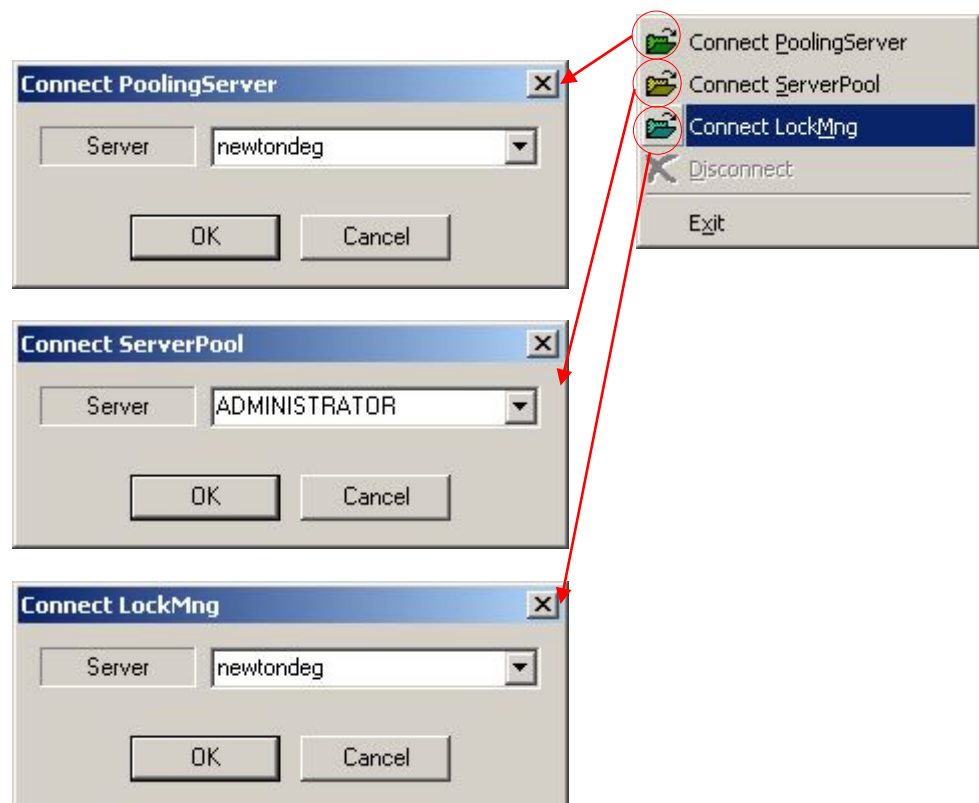 Connect PoolingServer
Connect ServerPool
Connect LockMng
Disconnect
Exit
Connect PoolingServer
Server
newtondeg
OK
Cancel
Connect ServerPool
Server
ADMINISTRATOR
OK
Cancel
Connect LockMng
Server
newtondeg
OK
Cancel